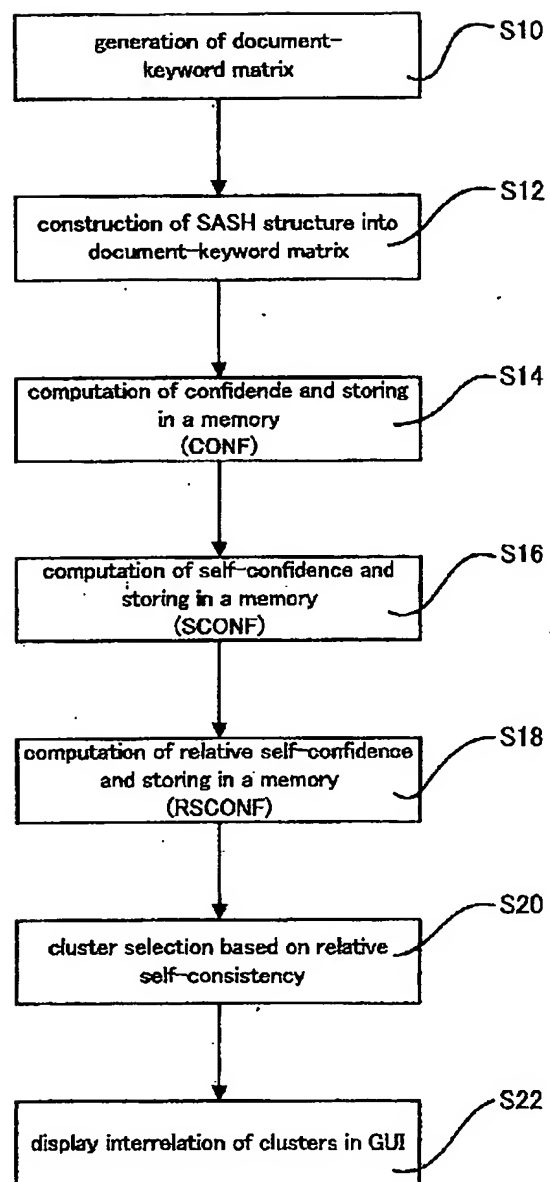 generation of document-
keyword matrix
S10
construction of SASH structure into
document-keyword matrix
S12
computation of confidende and storing
in a memory
(CONF)
S14
computation of self-confidence and
storing in a memory
(SCONF)
S16
computation of relative self-confidence
and storing in a memory
(RSCONF)
S18
cluster selection based on relative
self-consistency
S20
display interrelation of clusters in GUI
S22